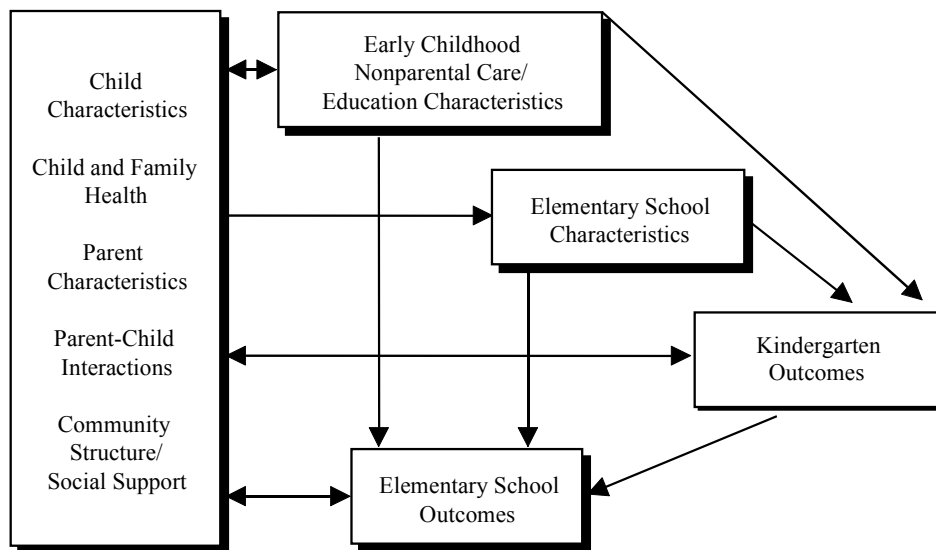 Child
Characteristics
Child and Family
Health
Parent
Characteristics
Parent-Child
Interactions
Community
Structure/
Social Support
Early Childhood
Nonparental Care/
Education Characteristics
Elementary School
Characteristics
Kindergarten
Outcomes
Elementary School
Outcomes